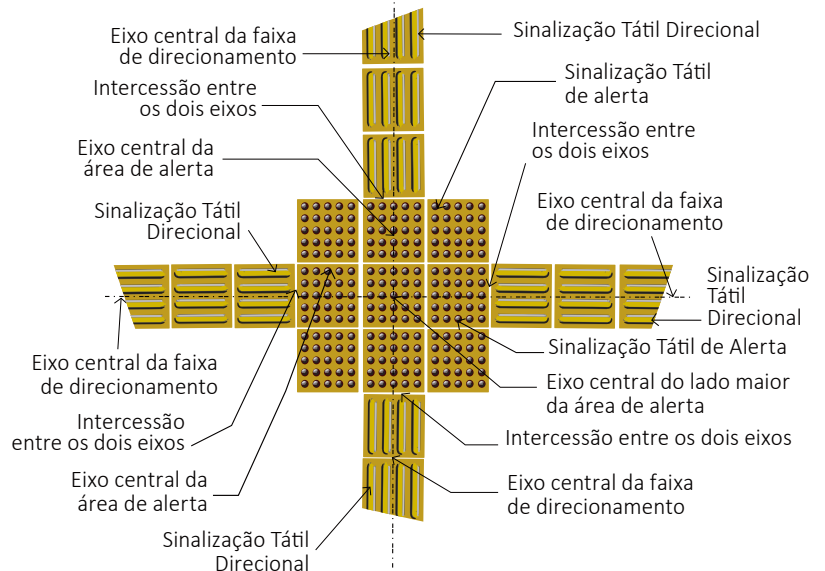 Eixo central da faixa
de direcionamento
Sinalização Tátil Direcional
Intercessão entre
os dois eixos
Sinalização Tátil
de alerta
Eixo central da
área de alerta
Intercessão entre
os dois eixos
Sinalização Tátil
Direcional
Eixo central da faixa
de direcionamento
Sinalização
Tátil
Direcional
Eixo central da faixa
de direcionamento
Sinalização Tátil de Alerta
Eixo central do lado maior
da área de alerta
Intercessão
entre os dois eixos
Intercessão entre os dois eixos
Eixo central da
área de alerta
Eixo central da faixa
de direcionamento
Sinalização Tátil
Direcional